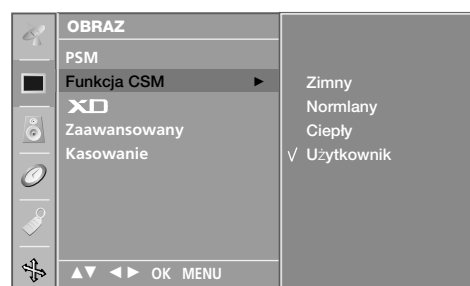 OBRAZ
PSM
Funkcja CSM ►
XD
Zaawansowany
Kasowanie
▲▼ ◄► OK MENU
Zimny
Normlany
Ciepły
√ Użytkownik